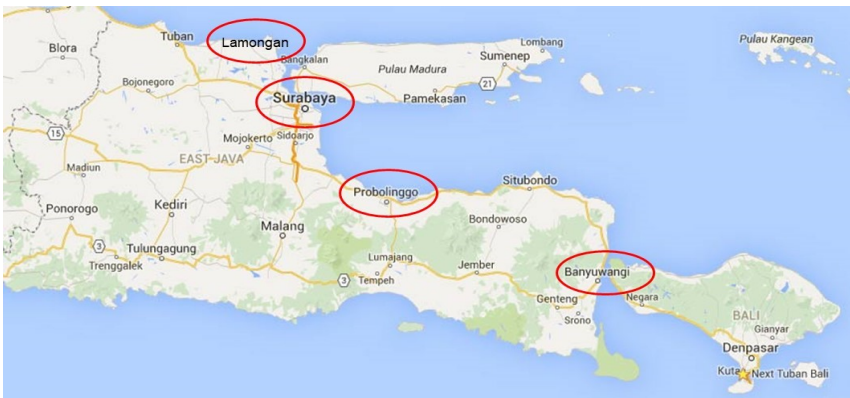 Tuban
Lamongan
Lombang
Pulau Kangean
Blora
Bangkalan
Sumenep
Pulau Madura
Bojonegoro
21
Surabaya
Pamekasan
15
Mojokerto
Sidoarjo
EAST JAVA
Madiun
Situbondo
Probolinggo
Ponorogo
Kediri
Bondowoso
Malang
3
Tulungagung
Lumajang
Trenggalek
Jember
Banyuwangi
3
Tempeh
Genteng
Negara
Srono
BALI
Gianyar
Denpasar
Kuta
Next Tuban Bali